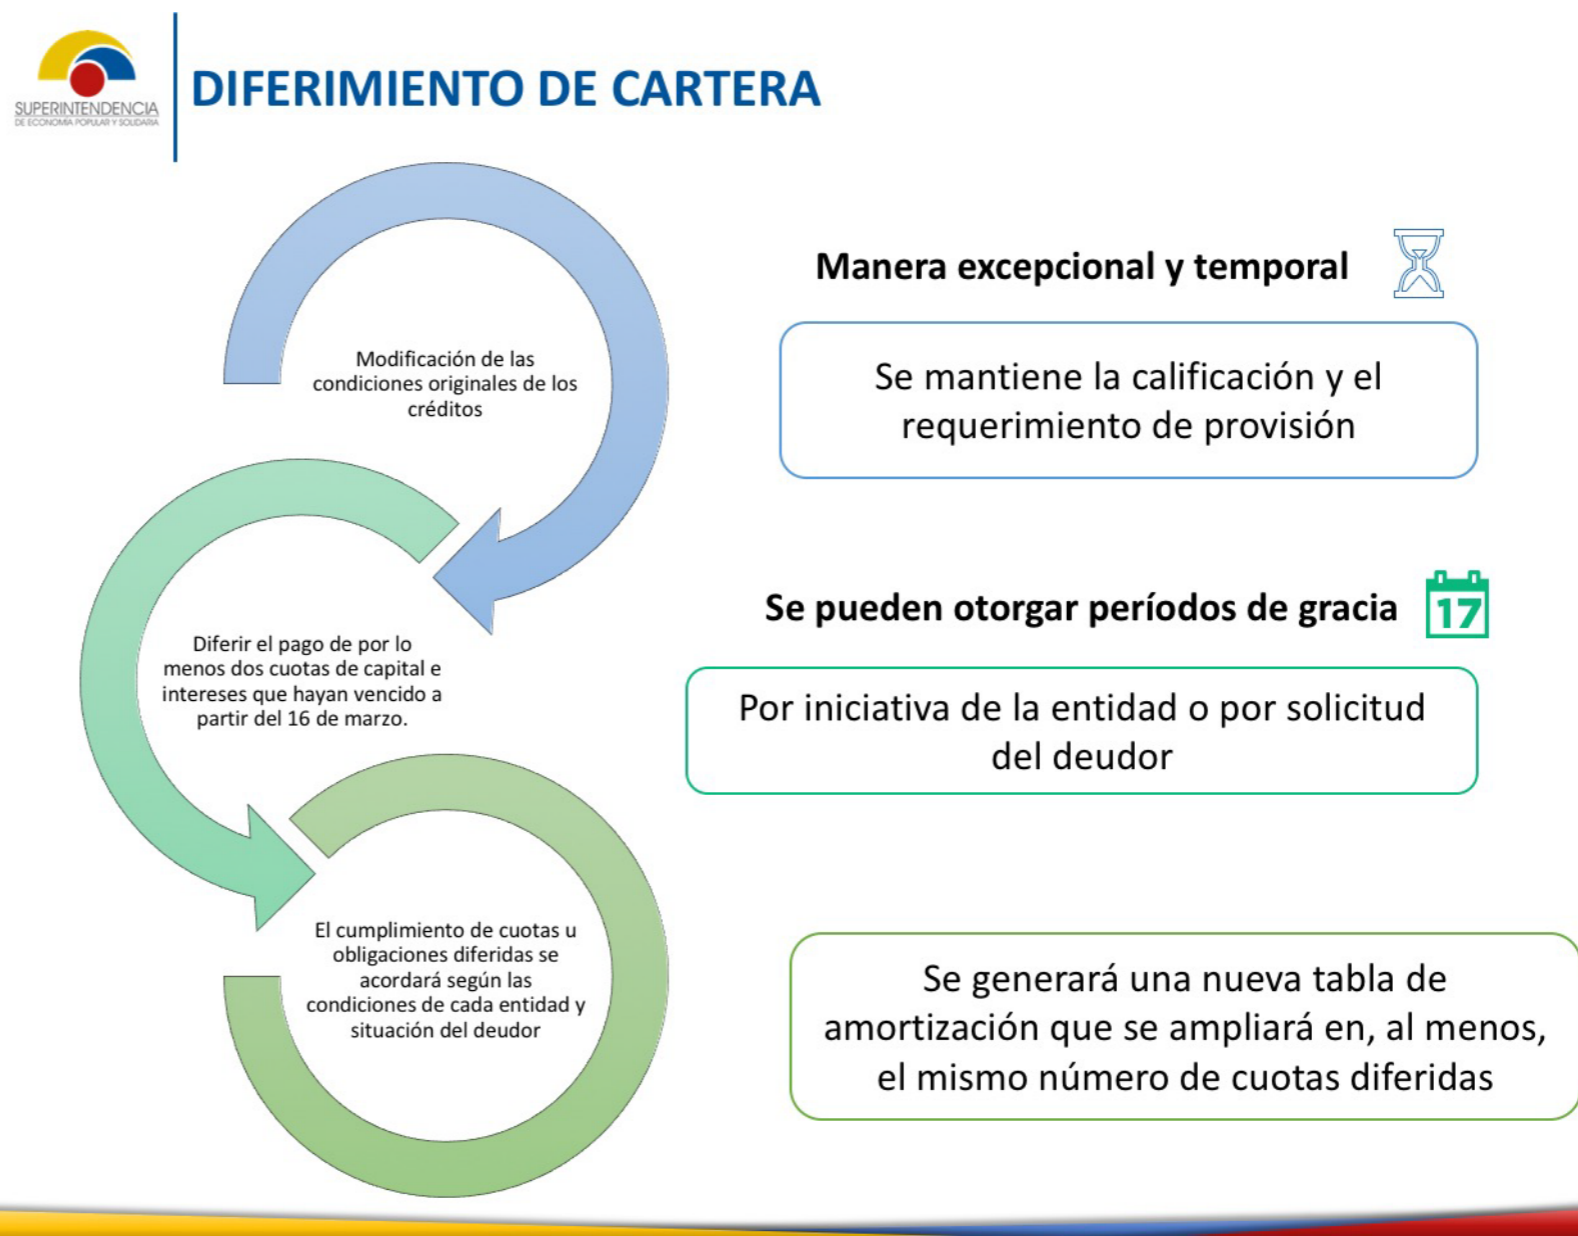 SUPERINTENDENCIA
DE ECONOMÍA POPULAR Y SOLIDARIA
DIFERIMIENTO DE CARTERA
Modificación de las
condiciones originales de los
créditos
Manera excepcional y temporal
Se mantiene la calificación y el
requerimiento de provisión
Diferir el pago de por lo
menos dos cuotas de capital e
intereses que hayan vencido a
partir del 16 de marzo.
Se pueden otorgar períodos de gracia
17
Por iniciativa de la entidad o por solicitud
del deudor
El cumplimiento de cuotas u
obligaciones diferidas se
acordará según las
condiciones de cada entidad y
situación del deudor
Se generará una nueva tabla de
amortización que se ampliará en, al menos,
el mismo número de cuotas diferidas